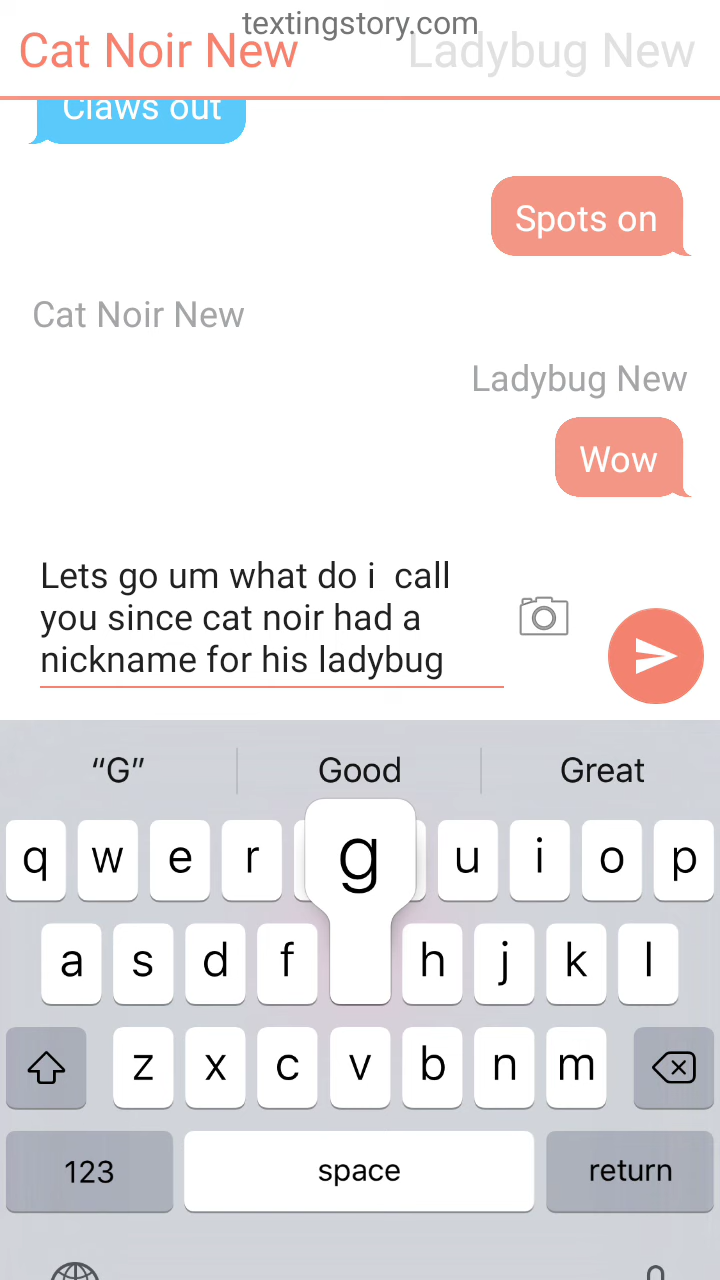 textingstory.com
Cat Noir New
Ladybug New
Claws out
Spots on
Cat Noir New
Ladybug New
Wow
Lets go um what do i  call
you since cat noir had a
nickname for his ladybug
“G”
Good
Great
q w e r g u i o p
a s d f h j k l
z x c v b n m
123
space
return